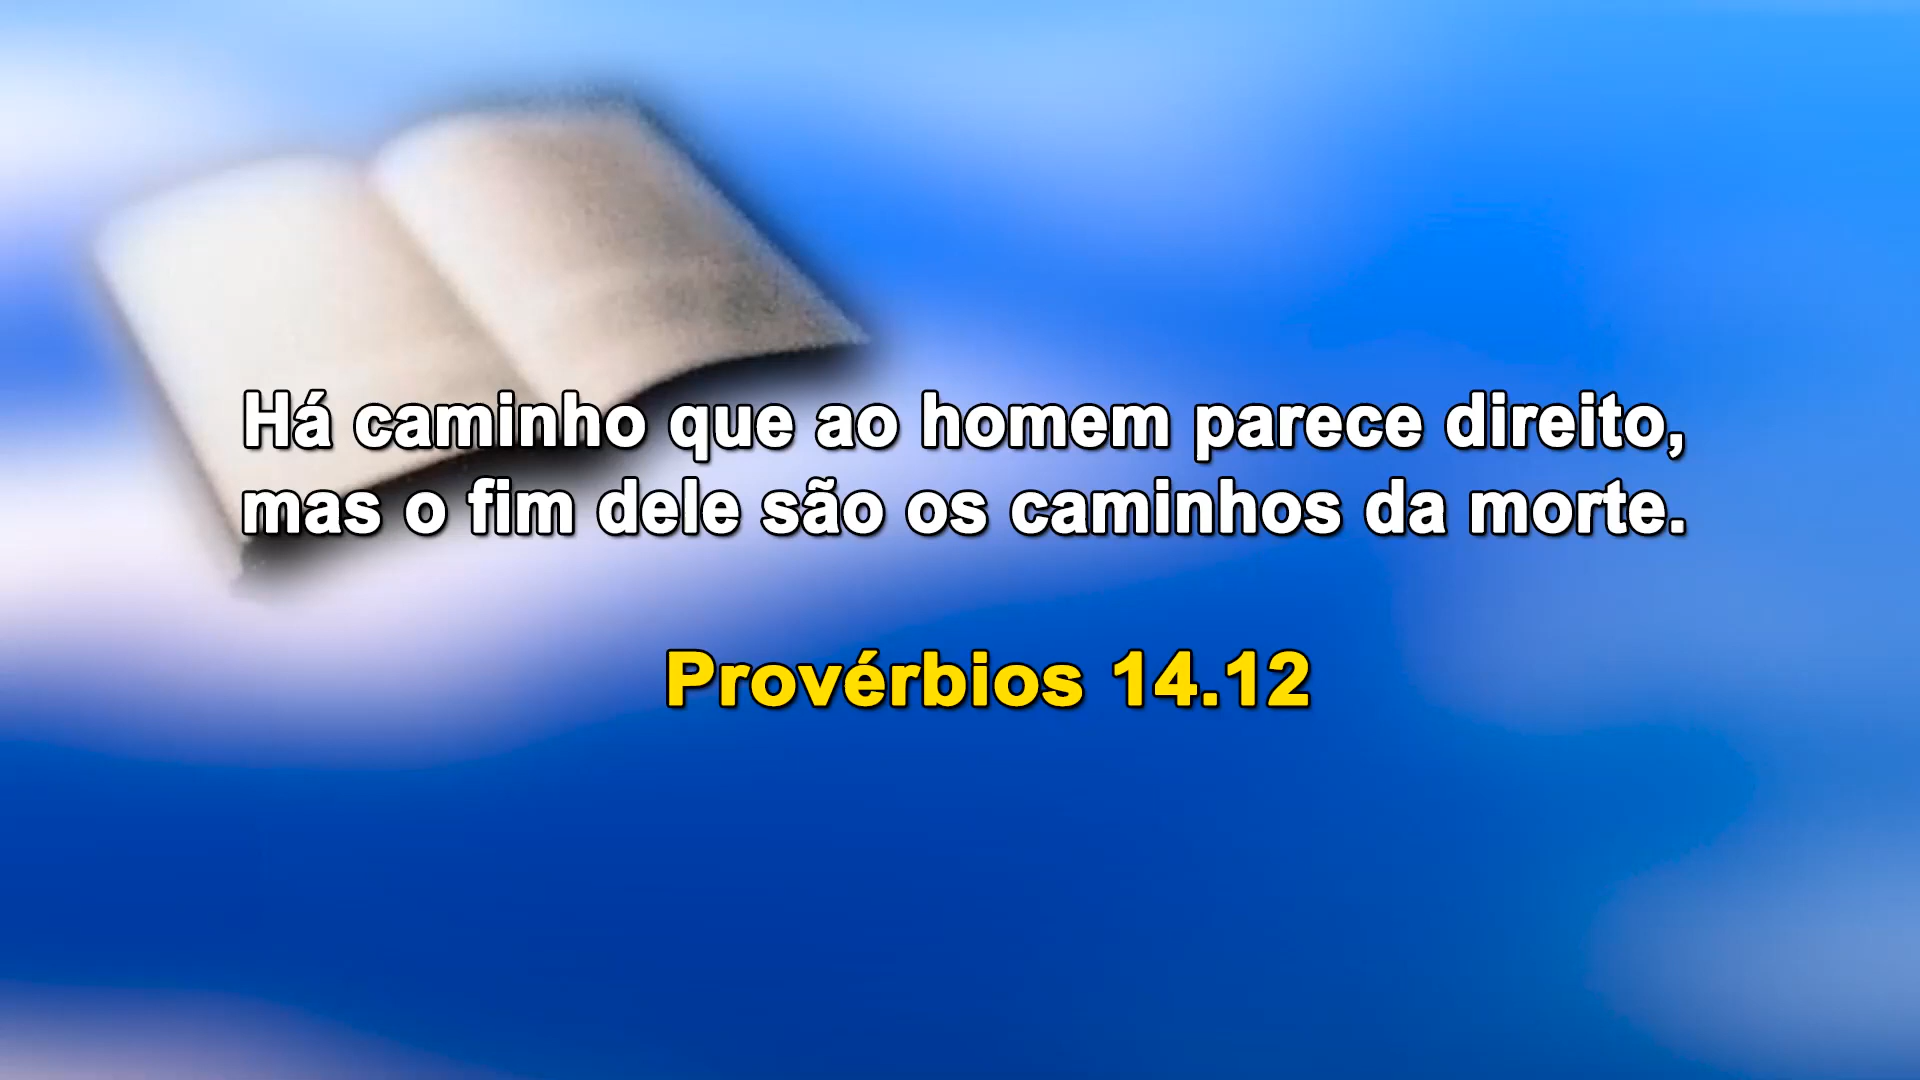 Há caminho que ao homem parece direito,
mas o fim dele são os caminhos da morte.
Provérbios 14.12